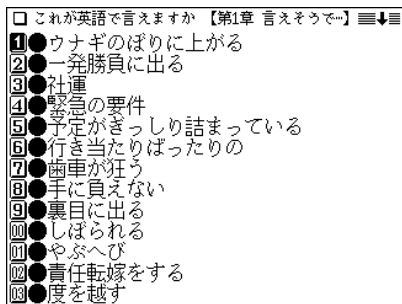 □ これが英語で言えますか 【第1章 言えそうで…】
1●ウナギのぼりに上がる
2●一発勝負に出る
3●社運
4●緊急の要件
5●予定がぎっしり詰まっている
6●行き当たりばったりの
7●歯車が狂う
8●手に負えない
9●裏目に出る
00●しぼられる
01●やぶへび
02●責任転嫁をする
03●度を越す